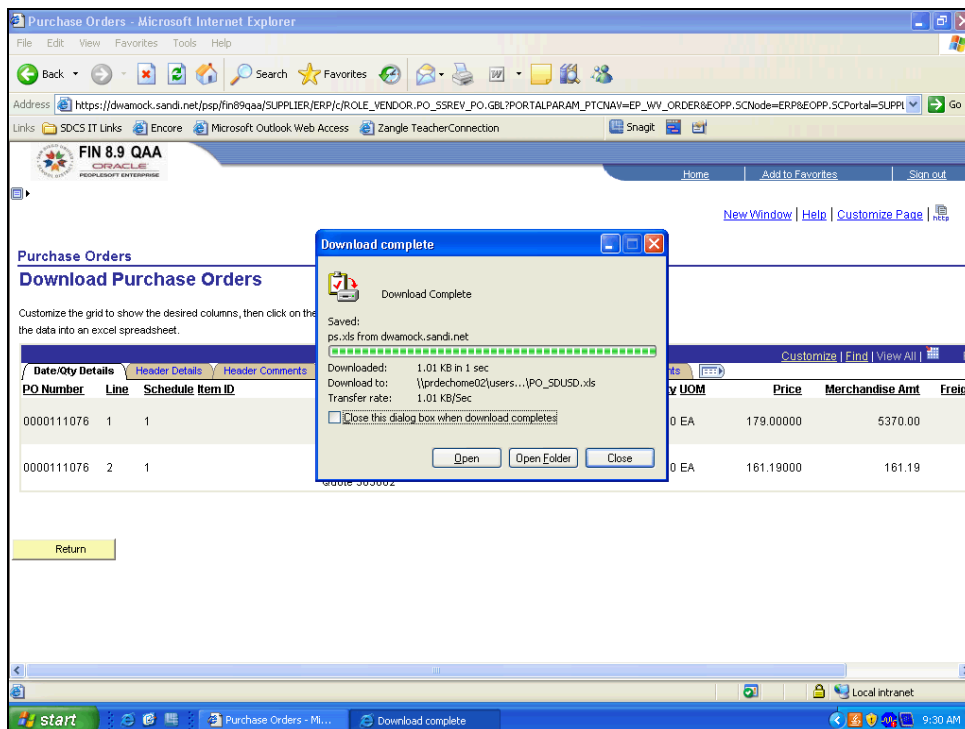 Purchase Orders - Microsoft Internet Explorer
File Edit View Favorites Tools Help
Back Search Favorites
Address https://dwamock.sandi.net/psp/fin89qaa/SUPPLIER/ERP/c/ROLE_VENDOR.PO_SSREV_PO.GBL?PORTALPARAM_PTCNAV=EP_WV_ORDER&EOPP.SCNode=ERP&EOPP.SCPortal=SUPPL Go
Links SDCS IT Links Encore Microsoft Outlook Web Access Zangle TeacherConnection Snagit
FIN 8.9 QAA
ORACLE
PEOPLESOFT ENTERPRISE
Home Add to Favorites Sign out
New Window | Help | Customize Page | http
Purchase Orders
Download Purchase Orders
Customize the grid to show the desired columns, then click on the
the data into an excel spreadsheet.
Customize | Find | View All |
Date/Qty Details Header Details Header Comments
PO Number Line Schedule Item ID UOM Price Merchandise Amt
0000111076 1 1 0 EA 179.00000 5370.00
0000111076 2 1 0 EA 161.19000 161.19
Download complete
Download Complete
Saved:
ps.xls from dwamock.sandi.net
Downloaded: 1.01 KB in 1 sec
Download to: \\prdechome02\users...\PO_SDUSD.xls
Transfer rate: 1.01 KB/Sec
Close this dialog box when download completes
Open Open Folder Close
Return
Local intranet
start Purchase Orders - Mi... Download complete 9:30 AM